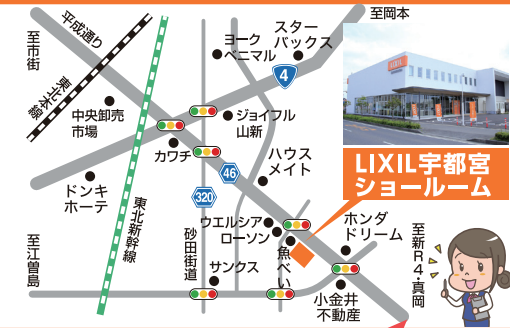 至岡本
平成通り
スター
バックス
ヨーク
ベニマル
至市街
4
LIXIL
東北本線
中央卸売
市場
ジョイフル
山新
カワチ
ハウス
メイト
46
LIXIL宇都宮
ショールーム
ドンキ
ホーテ
320
東北新幹線
ウエルシア
ローソン
ホンダ
ドリーム
砂田街道
魚べい
至江曽島
至新R4・真岡
サンクス
小金井
不動産